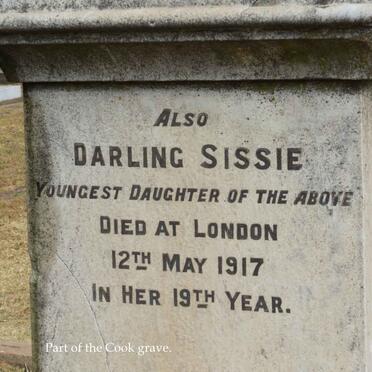 ALSO
DARLING SISSIE
YOUNGEST DAUGHTER OF THE ABOVE
DIED AT LONDON
12TH MAY 1917
IN HER 19TH YEAR.
Part of the Cook grave.